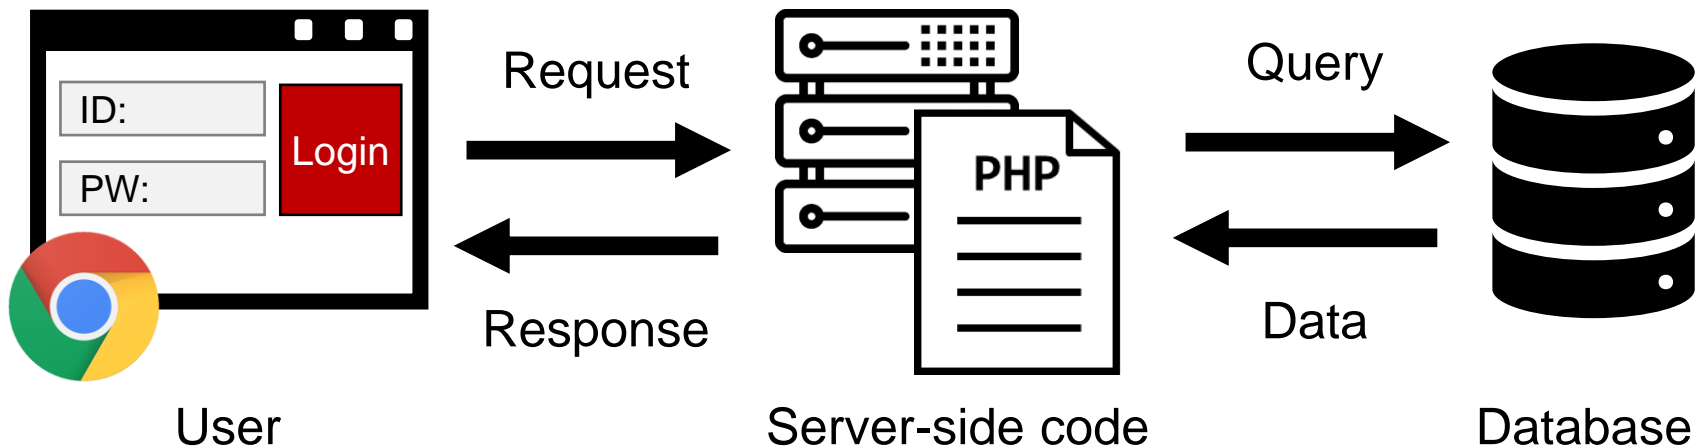 ID:
PW:
Login
Request
Response
PHP
Query
Data
User
Server-side code
Database